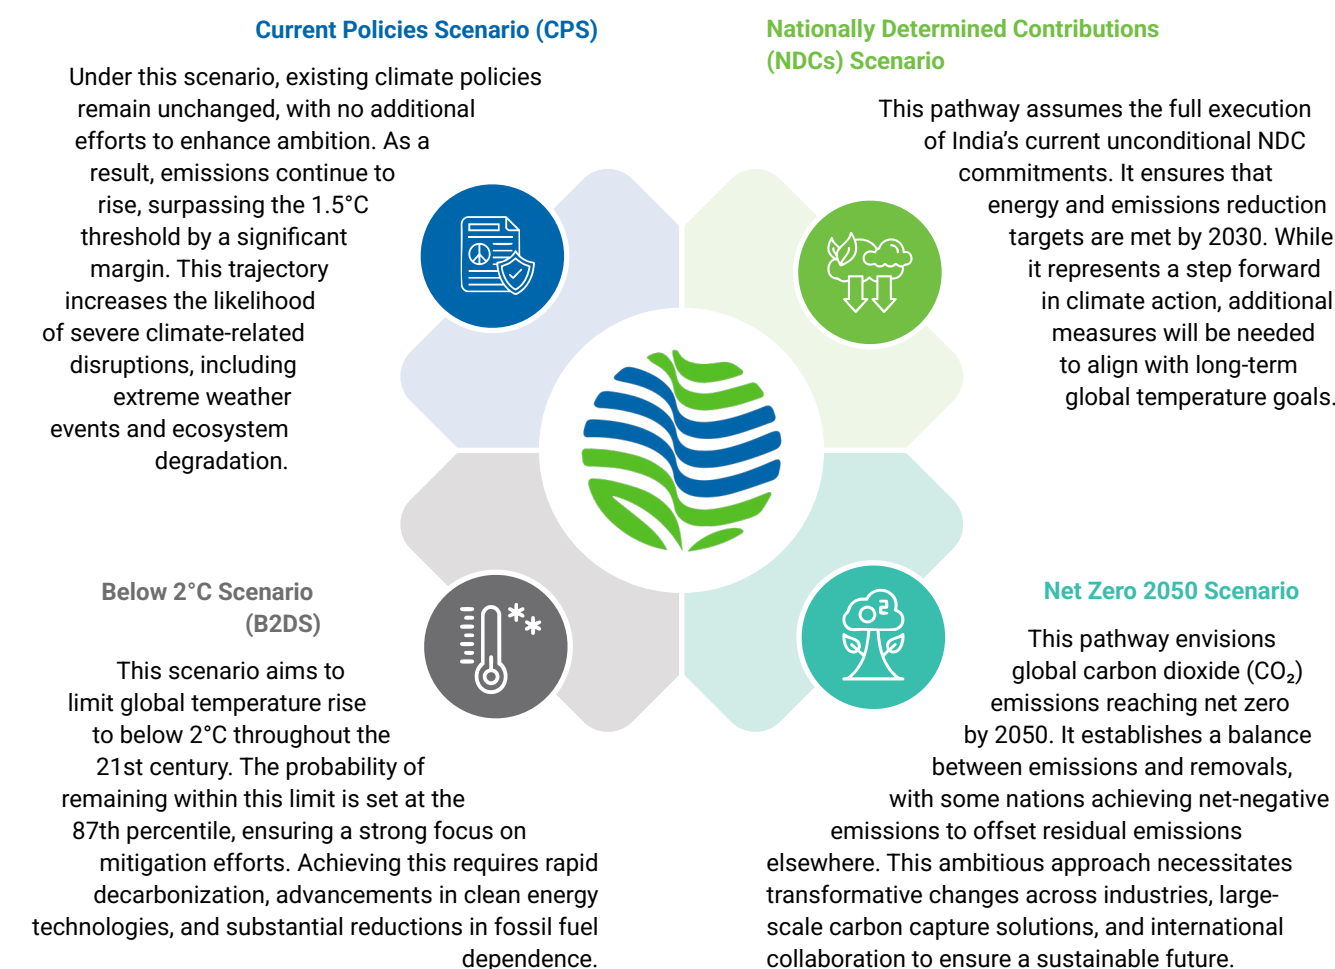 Current Policies Scenario (CPS)
Under this scenario, existing climate policies
remain unchanged, with no additional
efforts to enhance ambition. As a
result, emissions continue to
rise, surpassing the 1.5°C
threshold by a significant
margin. This trajectory
increases the likelihood
of severe climate-related
disruptions, including
extreme weather
events and ecosystem
degradation.
Nationally Determined Contributions
(NDCs) Scenario
This pathway assumes the full execution
of India’s current unconditional NDC
commitments. It ensures that
energy and emissions reduction
targets are met by 2030. While
it represents a step forward
in climate action, additional
measures will be needed
to align with long-term
global temperature goals.
Below 2°C Scenario
(B2DS)
This scenario aims to
limit global temperature rise
to below 2°C throughout the
21st century. The probability of
remaining within this limit is set at the
87th percentile, ensuring a strong focus on
mitigation efforts. Achieving this requires rapid
decarbonization, advancements in clean energy
technologies, and substantial reductions in fossil fuel
dependence.
O²
Net Zero 2050 Scenario
This pathway envisions
global carbon dioxide (CO₂)
emissions reaching net zero
by 2050. It establishes a balance
between emissions and removals,
with some nations achieving net-negative
emissions to offset residual emissions
elsewhere. This ambitious approach necessitates
transformative changes across industries, large-
scale carbon capture solutions, and international
collaboration to ensure a sustainable future.